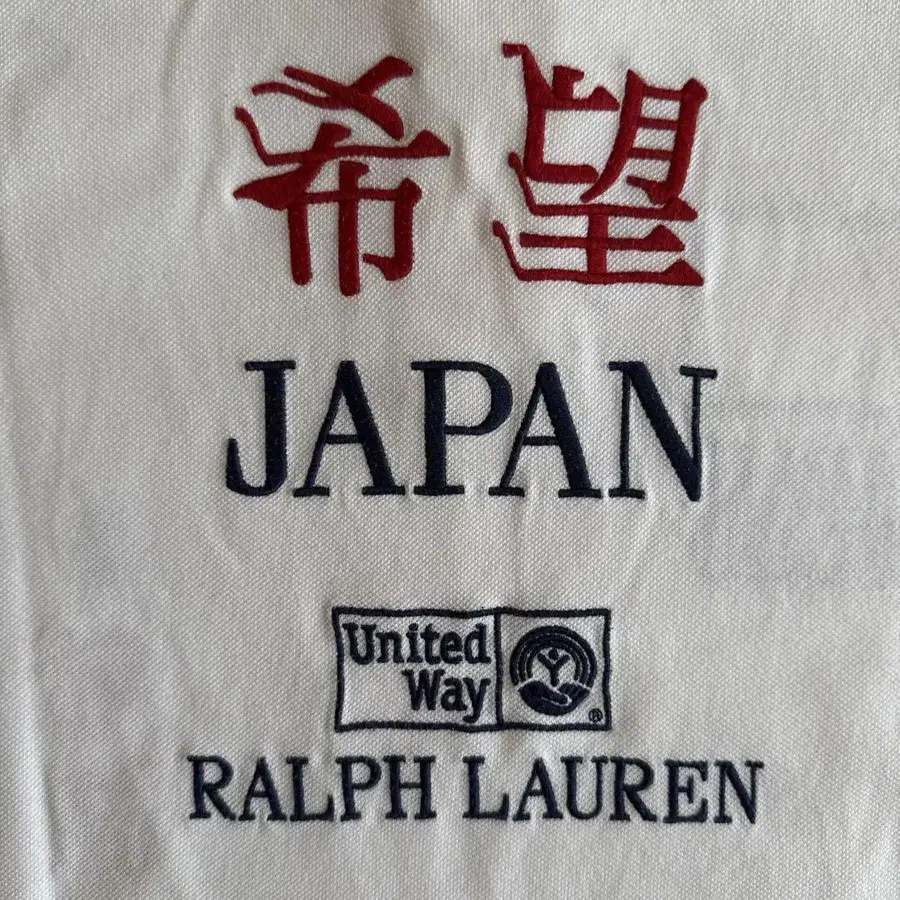 希望
JAPAN
United
Way
®
RALPH LAUREN